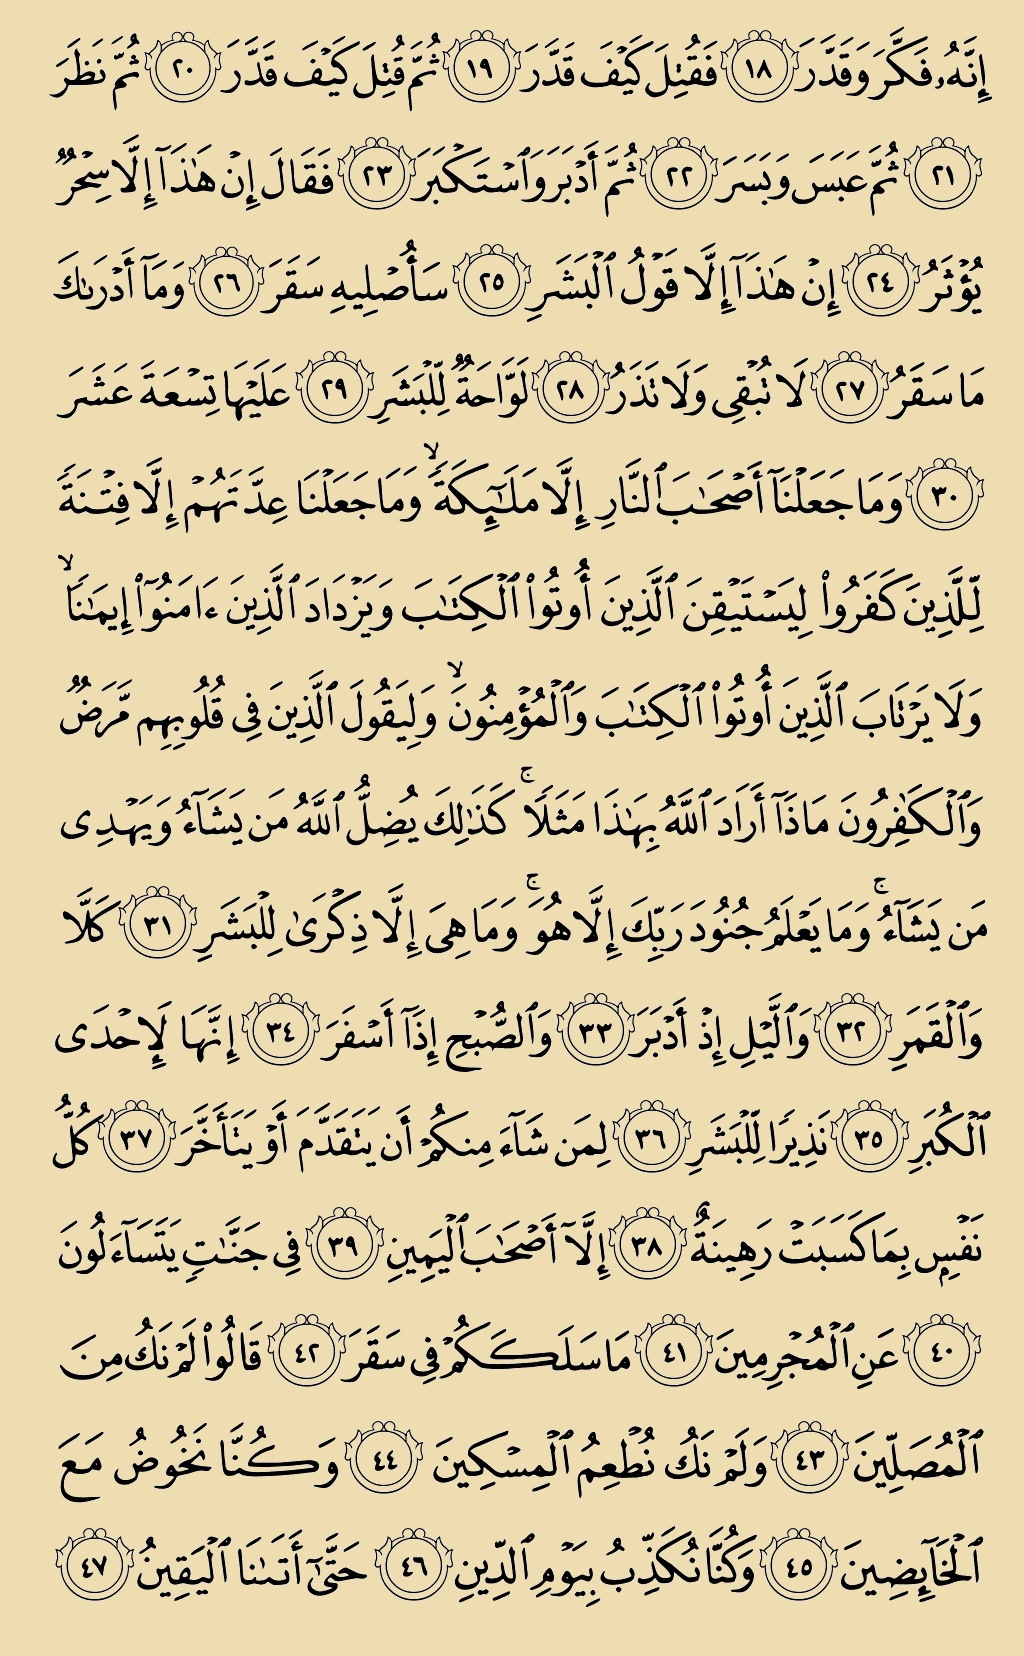 إِنَّهُۥ فَكَّرَ وَقَدَّرَ ١٨ فَقُتِلَ كَيۡفَ قَدَّرَ ١٩ ثُمَّ قُتِلَ كَيۡفَ قَدَّرَ ٢٠ ثُمَّ نَظَرَ
٢١ ثُمَّ عَبَسَ وَبَسَرَ ٢٢ ثُمَّ أَدۡبَرَ وَٱسۡتَكۡبَرَ ٢٣ فَقَالَ إِنۡ هَٰذَآ إِلَّا سِحۡرٞ
يُؤۡثَرُ ٢٤ إِنۡ هَٰذَآ إِلَّا قَوۡلُ ٱلۡبَشَرِ ٢٥ سَأُصۡلِيهِ سَقَرَ ٢٦ وَمَآ أَدۡرَىٰكَ
مَا سَقَرُ ٢٧ لَا تُبۡقِي وَلَا تَذَرُ ٢٨ لَوَّاحَةٞ لِّلۡبَشَرِ ٢٩ عَلَيۡهَا تِسۡعَةَ عَشَرَ
٣٠ وَمَا جَعَلۡنَآ أَصۡحَٰبَ ٱلنَّارِ إِلَّا مَلَٰٓئِكَةٗۖ وَمَا جَعَلۡنَا عِدَّتَهُمۡ إِلَّا فِتۡنَةٗ
لِّلَّذِينَ كَفَرُواْ لِيَسۡتَيۡقِنَ ٱلَّذِينَ أُوتُواْ ٱلۡكِتَٰبَ وَيَزۡدَادَ ٱلَّذِينَ ءَامَنُوٓاْ إِيمَٰنٗاۙ
وَلَا يَرۡتَابَ ٱلَّذِينَ أُوتُواْ ٱلۡكِتَٰبَ وَٱلۡمُؤۡمِنُونَۙ وَلِيَقُولَ ٱلَّذِينَ فِي قُلُوبِهِم مَّرَضٞ
وَٱلۡكَٰفِرُونَ مَاذَآ أَرَادَ ٱللَّهُ بِهَٰذَا مَثَلٗاۚ كَذَٰلِكَ يُضِلُّ ٱللَّهُ مَن يَشَآءُ وَيَهۡدِي
مَن يَشَآءُۚ وَمَا يَعۡلَمُ جُنُودَ رَبِّكَ إِلَّا هُوَۚ وَمَا هِيَ إِلَّا ذِكۡرَىٰ لِلۡبَشَرِ ٣١ كَلَّا
وَٱلۡقَمَرِ ٣٢ وَٱلَّيۡلِ إِذۡ أَدۡبَرَ ٣٣ وَٱلصُّبۡحِ إِذَآ أَسۡفَرَ ٣٤ إِنَّهَا لَإِحۡدَى
ٱلۡكُبَرِ ٣٥ نَذِيرٗا لِّلۡبَشَرِ ٣٦ لِمَن شَآءَ مِنكُمۡ أَن يَتَقَدَّمَ أَوۡ يَتَأَخَّرَ ٣٧ كُلُّ
نَفۡسِۭ بِمَا كَسَبَتۡ رَهِينَةٌ ٣٨ إِلَّآ أَصۡحَٰبَ ٱلۡيَمِينِ ٣٩ فِي جَنَّٰتٖ يَتَسَآءَلُونَ
٤٠ عَنِ ٱلۡمُجۡرِمِينَ ٤١ مَا سَلَكَكُمۡ فِي سَقَرَ ٤٢ قَالُواْ لَمۡ نَكُ مِنَ
ٱلۡمُصَلِّينَ ٤٣ وَلَمۡ نَكُ نُطۡعِمُ ٱلۡمِسۡكِينَ ٤٤ وَكُنَّا نَخُوضُ مَعَ
ٱلۡخَآئِضِينَ ٤٥ وَكُنَّا نُكَذِّبُ بِيَوۡمِ ٱلدِّينِ ٤٦ حَتَّىٰٓ أَتَىٰنَا ٱلۡيَقِينُ ٤٧